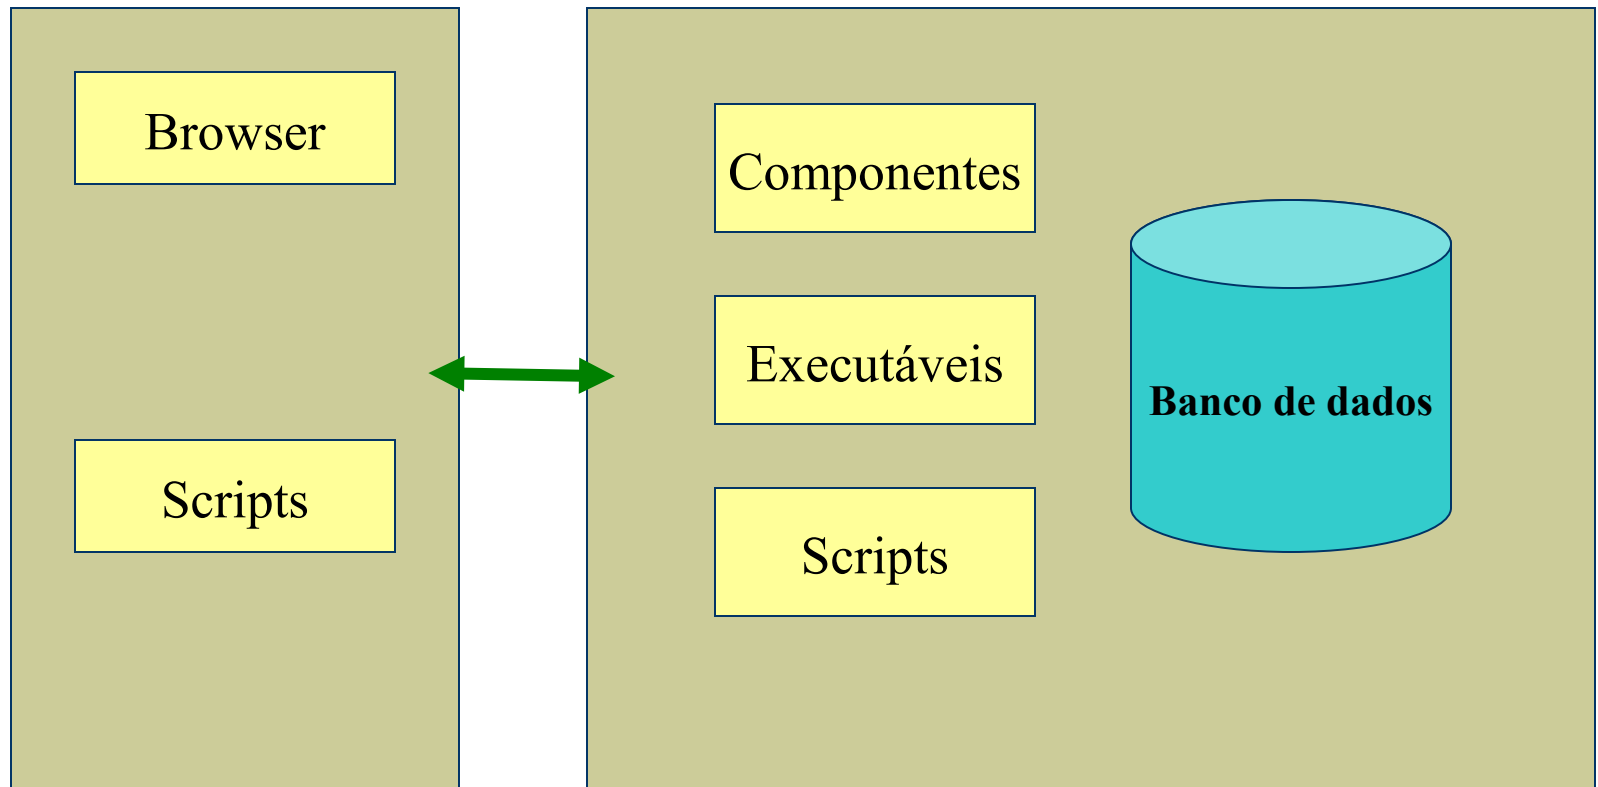 Browser
Scripts
Componentes
Executáveis
Scripts
Banco de dados